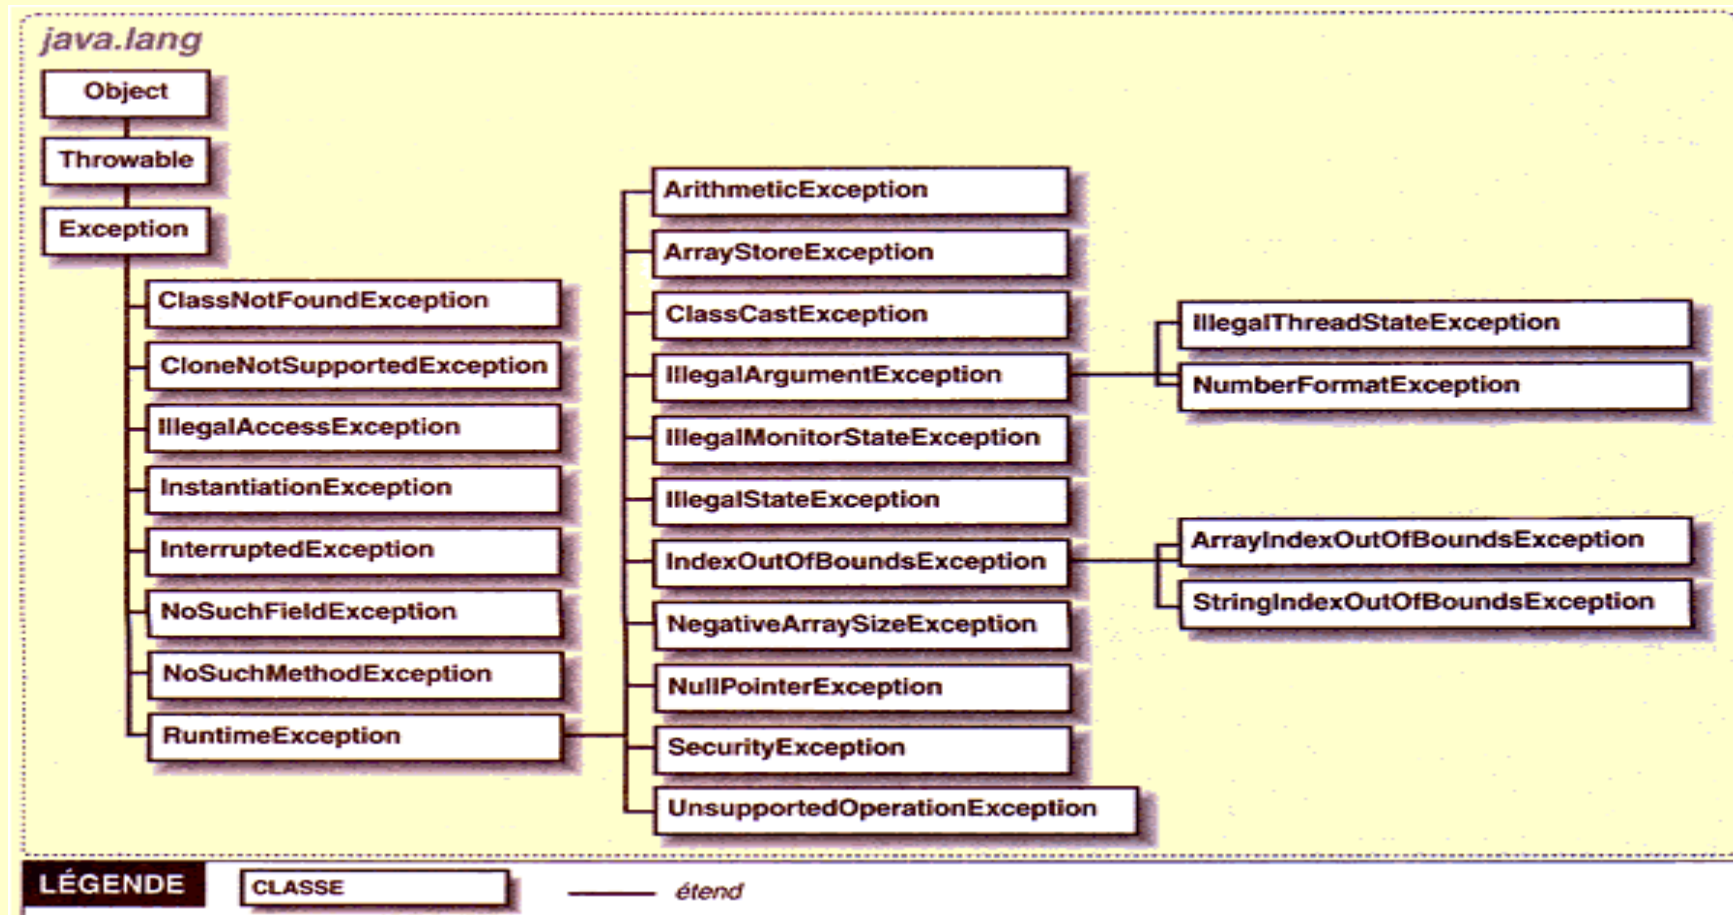 java.lang
Object
Throwable
Exception
ClassNotFoundException
CloneNotSupportedException
IllegalAccessException
InstantiationException
InterruptedException
NoSuchFieldException
NoSuchMethodException
RuntimeException
ArithmeticException
ArrayStoreException
ClassCastException
IllegalArgumentException
IllegalMonitorStateException
IllegalStateException
IndexOutOfBoundsException
NegativeArraySizeException
NullPointerException
SecurityException
UnsupportedOperationException
IllegalThreadStateException
NumberFormatException
ArrayIndexOutOfBoundsException
StringIndexOutOfBoundsException
LÉGENDE
CLASSE
étend